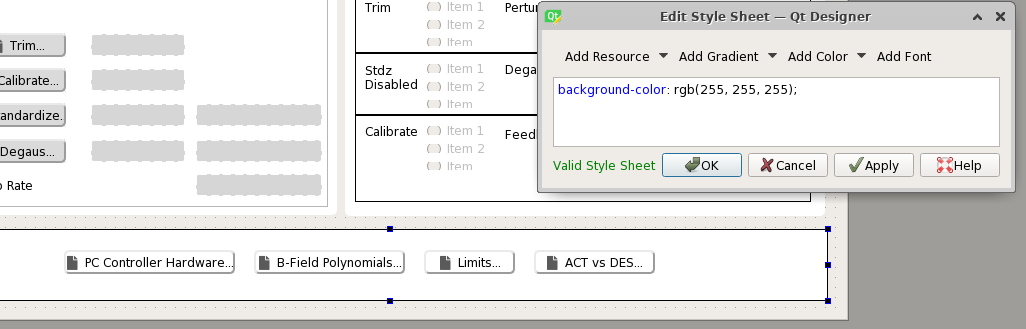 Trim
Item 1
Pertu
Item 2
Item
Trim...
Calibrate...
andardize.
Degaus...
o Rate
Stdz
Disabled
Item 1
Dega
Item 2
Item
Calibrate
Item 1
Feed
Item 2
Item
Edit Style Sheet — Qt Designer
Add Resource Add Gradient Add Color Add Font
background-color: rgb(255, 255, 255);
Valid Style Sheet OK Cancel Apply Help
PC Controller Hardware... B-Field Polynomials... Limits... ACT vs DES...